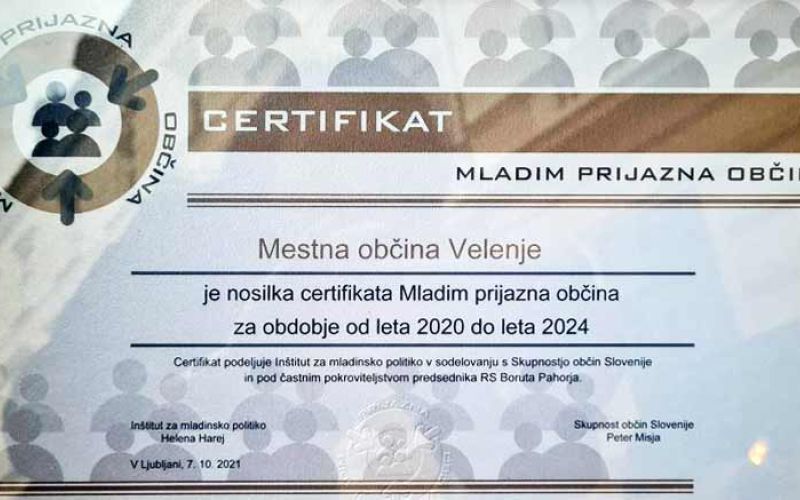 PRIJAZNA
OBČINA
CERTIFIKAT
MLADIM PRIJAZNA
Mestna občina Velenje
je nosilka certifikata Mladim prijazna občina
za obdobje od leta 2020 do leta 2024
Certifikat podeljuje Inštitut za mladinsko politiko v sodelovanju s Skupnostjo občin Slovenije
in pod častnim pokroviteljstvom predsednika RS Boruta Pahorja.
Inštitut za mladinsko politiko
Helena Harej
Skupnost občin Slovenije
Peter Misja
V Ljubljani, 7. 10. 2021